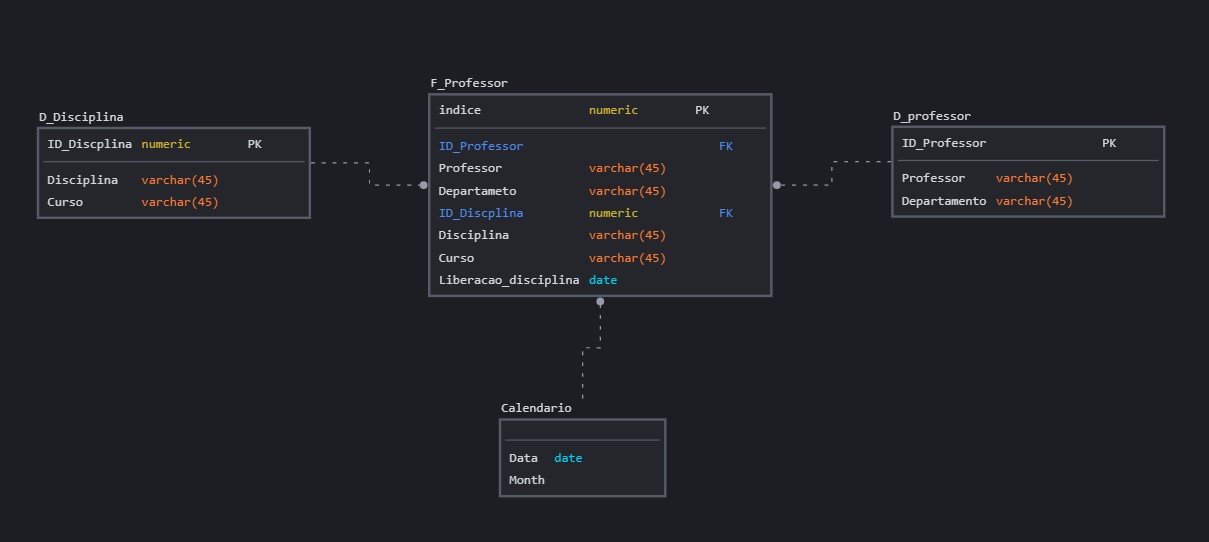 D_Disciplina
ID_Discplina numeric PK
Disciplina varchar(45)
Curso varchar(45)
F_Professor
indice numeric PK
ID_Professor FK
Professor varchar(45)
Departameto varchar(45)
ID_Discplina numeric FK
Disciplina varchar(45)
Curso varchar(45)
Liberacao_disciplina date
D_professor
ID_Professor PK
Professor varchar(45)
Departamento varchar(45)
Calendario
Data date
Month